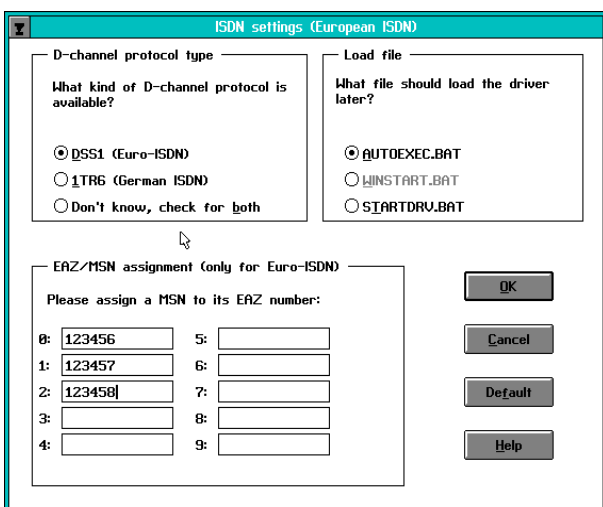 ISDN settings (European ISDN)
D-channel protocol type
What kind of D-channel protocol is
available?
DSS1 (Euro-ISDN)
1TR6 (German ISDN)
Don't know, check for both
Load file
What file should load the driver
later?
AUTOEXEC.BAT
WINSTART.BAT
STARTDRV.BAT
EAZ/MSN assignment (only for Euro-ISDN)
Please assign a MSN to its EAZ number:
0: 123456 5:
1: 123457 6:
2: 123458 7:
3: 8:
4: 9:
OK
Cancel
Default
Help